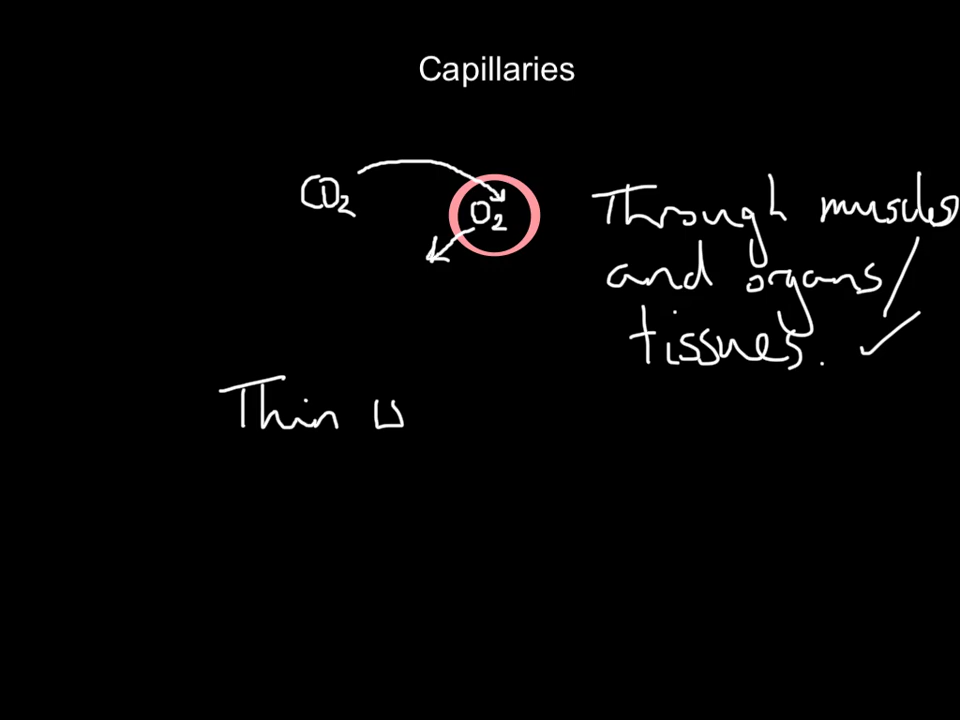 Capillaries
CO₂
O₂
Through muscles
and organs/
tissues.
Thin